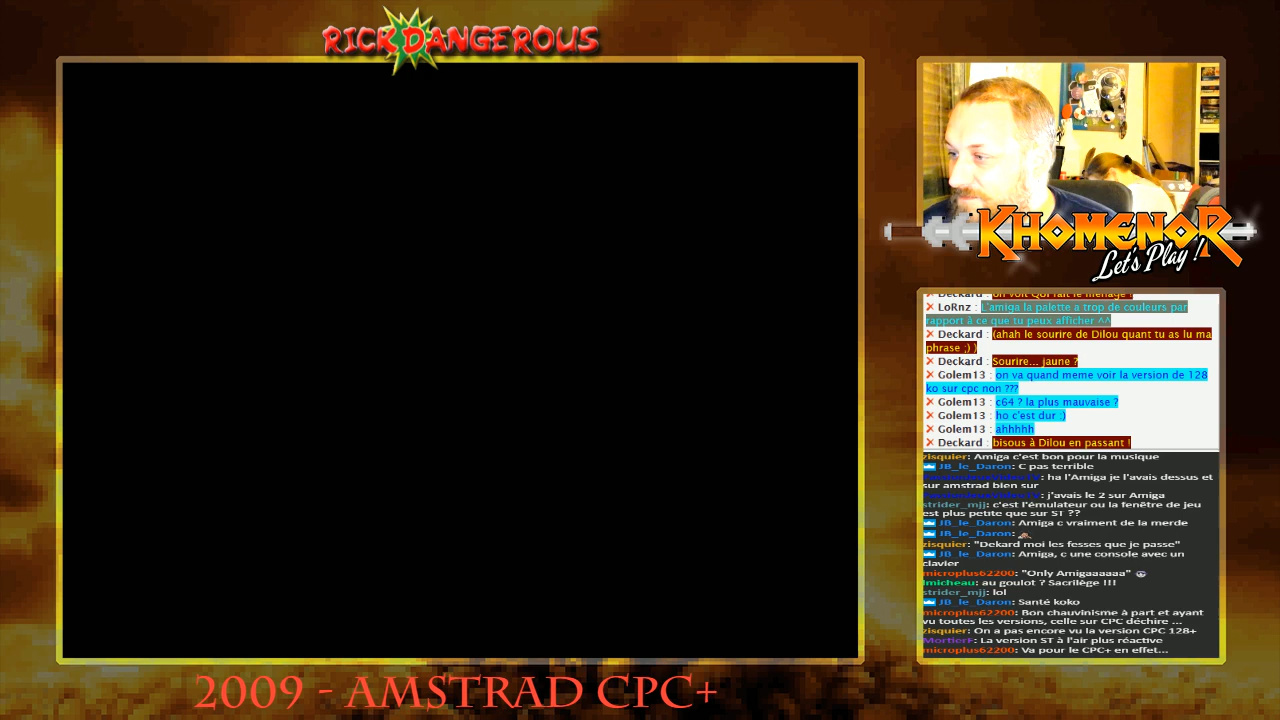 RICK DANGEROUS
KHOMENOR
Let's Play !
Deckard : on voit QUI fait le ménage !
LoRnz : L'amiga la palette a trop de couleurs par
rapport à ce que tu peux afficher ^^
Deckard : (ahah le sourire de Dilou quant tu as lu ma
phrase ;) )
Deckard : Sourire... jaune ?
Golem13 : on va quand meme voir la version de 128
ko sur cpc non ???
Golem13 : c64 ? la plus mauvaise ?
Golem13 : ho c'est dur :)
Golem13 : ahhhhh
Deckard : bisous à Dilou en passant !
zisquier: Amiga c'est bon pour la musique
JB_le_Daron: C pas terrible
: ha l'Amiga je l'avais dessus et
sur amstrad bien sur
: j'avais le 2 sur Amiga
strider_mjj: c'est l'émulateur ou la fenêtre de jeu
est plus petite que sur ST ??
JB_le_Daron: Amiga c vraiment de la merde
JB_le_Daron:
zisquier: "Dekard moi les fesses que je passe"
JB_le_Daron: Amiga, c une console avec un
clavier
microplus62200: "Only Amigaaaaaa"
lmicheau: au goulot ? Sacrilège !!!
strider_mjj: lol
JB_le_Daron: Santé koko
microplus62200: Bon chauvinisme à part et ayant
vu toutes les versions, celle sur CPC déchire ...
zisquier: On a pas encore vu la version CPC 128+
MortierF: La version ST à l'air plus réactive
microplus62200: Va pour le CPC+ en effet...
2009 - AMSTRAD CPC+